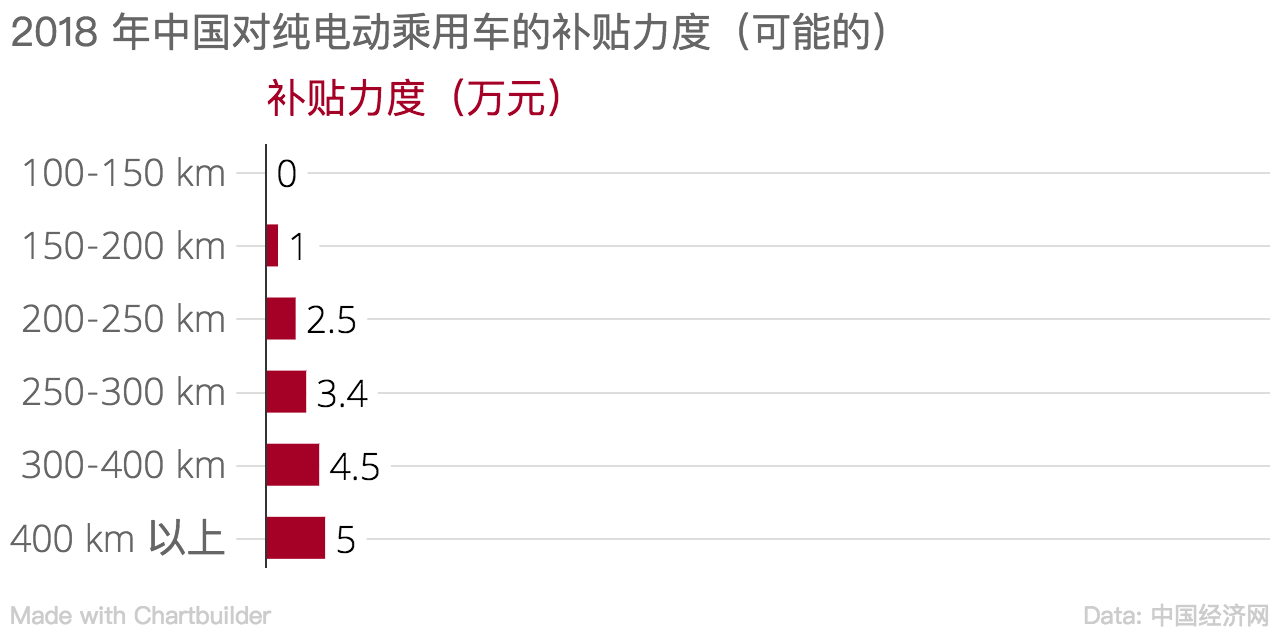 2018 年中国对纯电动乘用车的补贴力度（可能的）
补贴力度（万元）
100-150 km 0
150-200 km 1
200-250 km 2.5
250-300 km 3.4
300-400 km 4.5
400 km 以上 5
Made with Chartbuilder
Data: 中国经济网